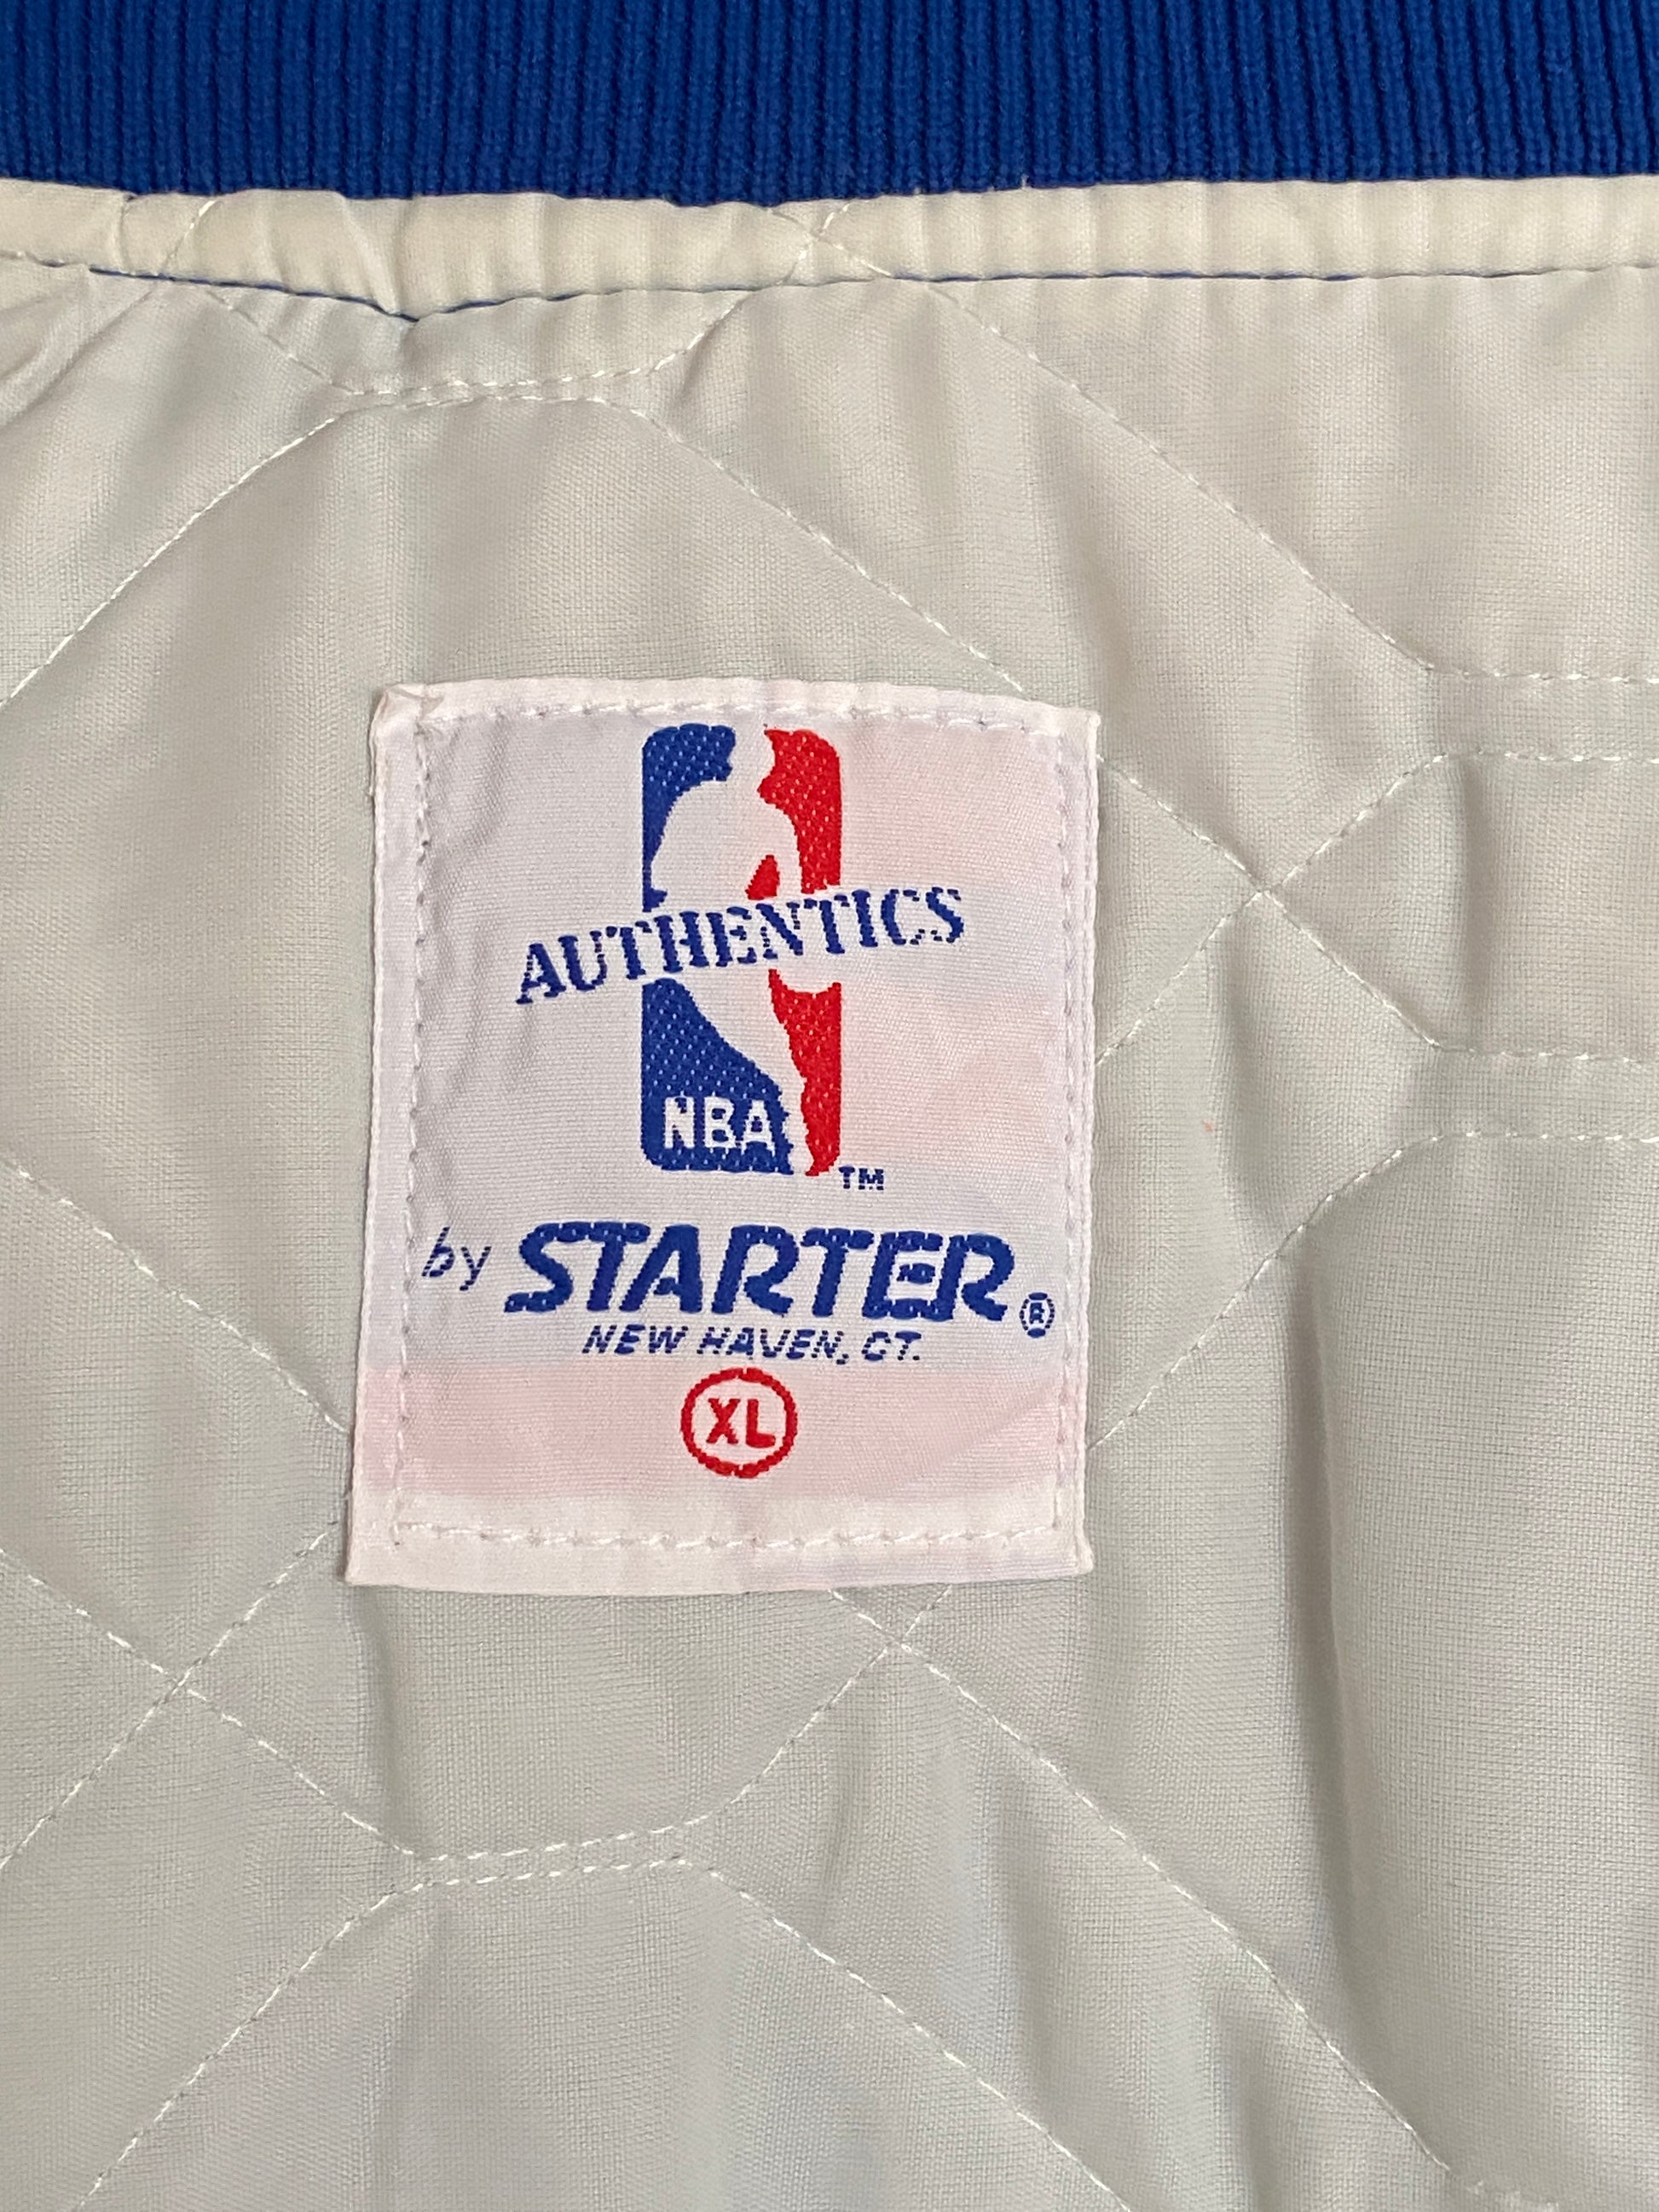 AUTHENTICS
NBA TM
by STARTER®
NEW HAVEN, CT.
XL